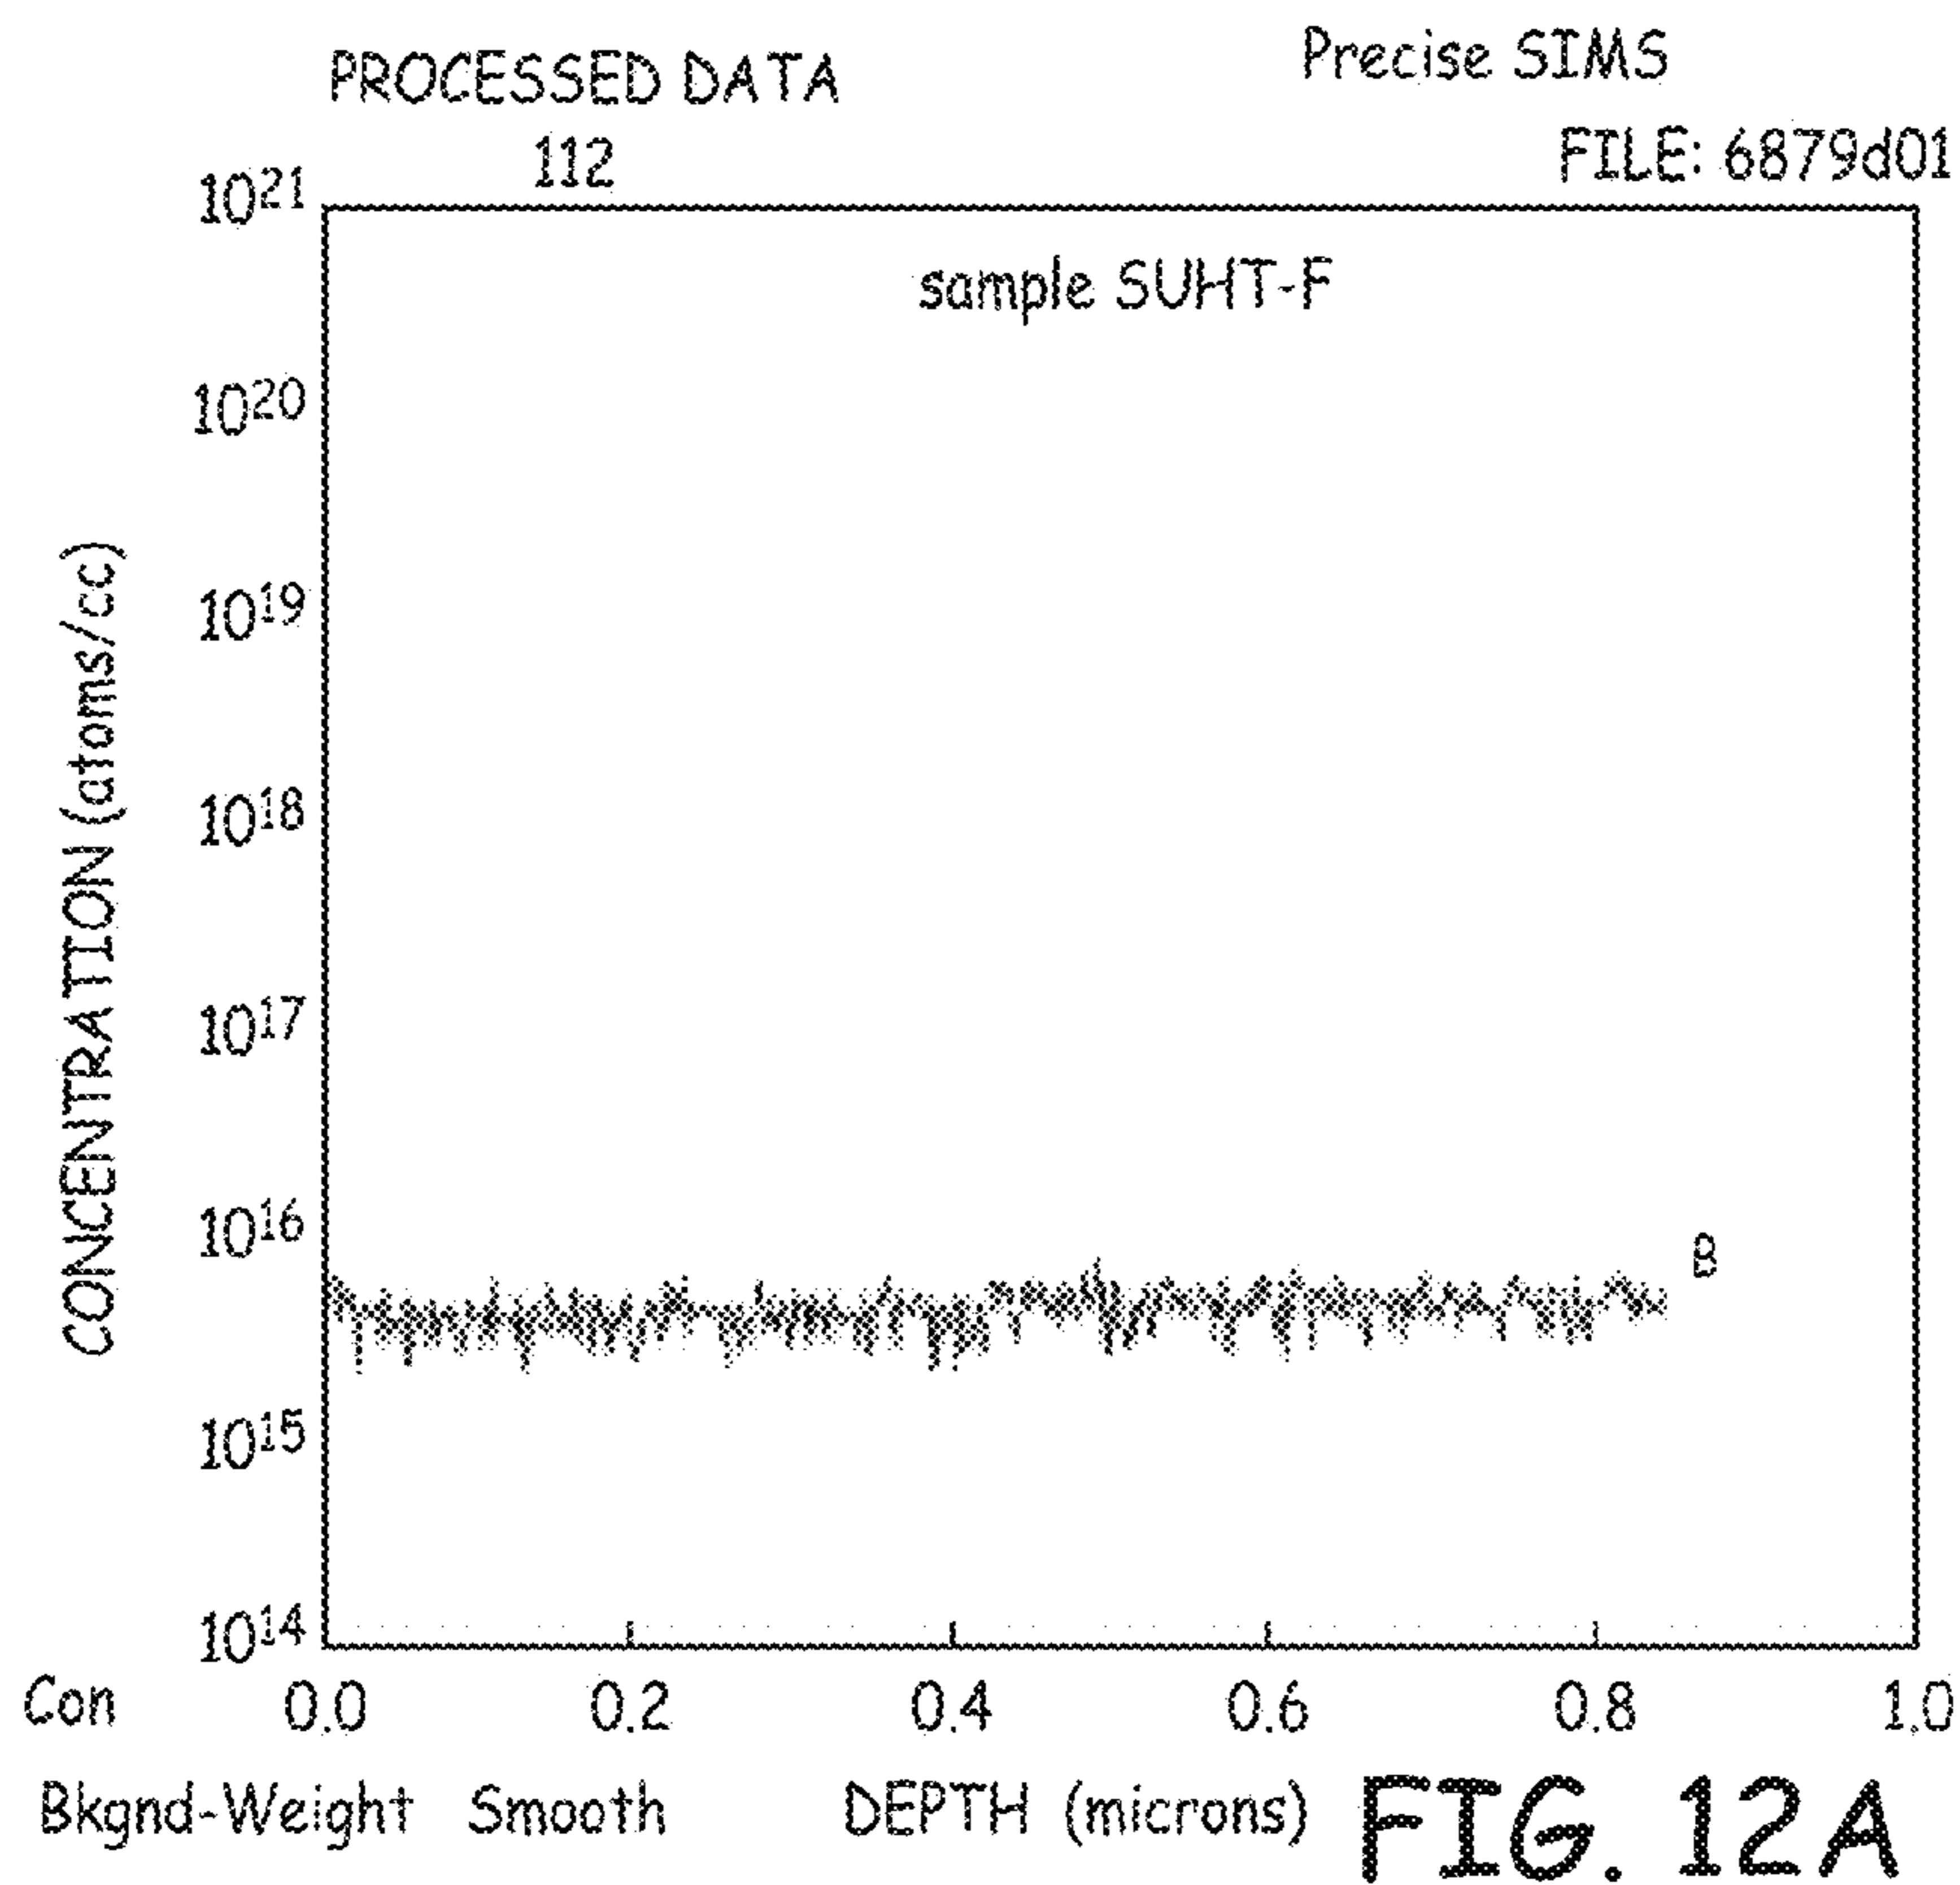 PROCESSED DATA
Precise SIMS
112
FILE: 6879d01
sample SUHT-F
CONCENTRATION (atoms/cc)
10²¹
10²⁰
10¹⁹
10¹⁸
10¹⁷
10¹⁶
10¹⁵
10¹⁴
B
Con
0.0 0.2 0.4 0.6 0.8 1.0
Bkgnd-Weight Smooth DEPTH (microns)
FIG. 12A